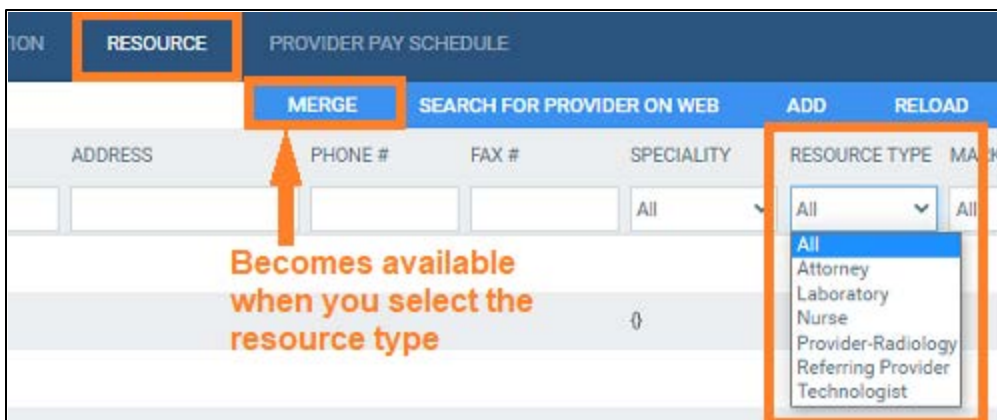 TION RESOURCE PROVIDER PAY SCHEDULE
MERGE SEARCH FOR PROVIDER ON WEB ADD RELOAD
ADDRESS PHONE # FAX # SPECIALITY RESOURCE TYPE MARK
All All All
All
Attorney
Laboratory
Nurse
Provider-Radiology
Referring Provider
Technologist
Becomes available
when you select the
resource type
{}